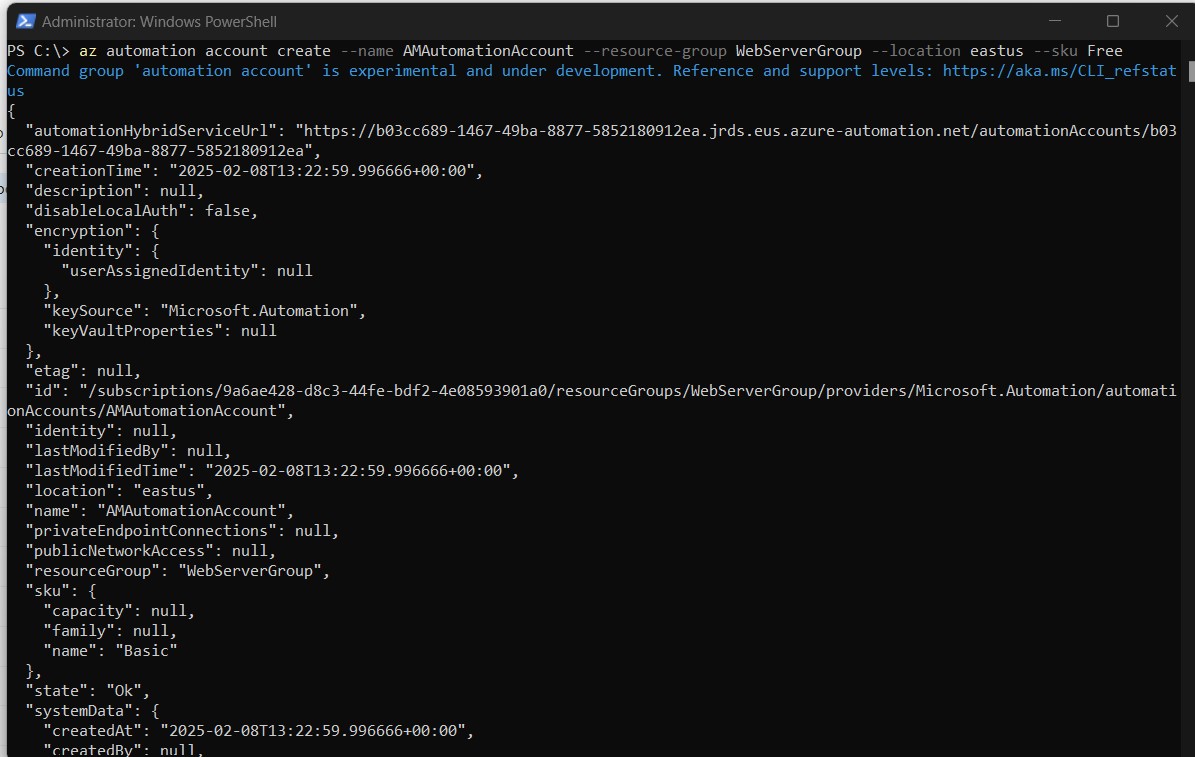 Administrator: Windows PowerShell
PS C:\> az automation account create --name AMAutomationAccount --resource-group WebServerGroup --location eastus --sku Free
Command group 'automation account' is experimental and under development. Reference and support levels: https://aka.ms/CLI_refstat
us
{
  "automationHybridServiceUrl": "https://b03cc689-1467-49ba-8877-5852180912ea.jrds.eus.azure-automation.net/automationAccounts/b03
cc689-1467-49ba-8877-5852180912ea",
  "creationTime": "2025-02-08T13:22:59.996666+00:00",
  "description": null,
  "disableLocalAuth": false,
  "encryption": {
    "identity": {
      "userAssignedIdentity": null
    },
    "keySource": "Microsoft.Automation",
    "keyVaultProperties": null
  },
  "etag": null,
  "id": "/subscriptions/9a6ae428-d8c3-44fe-bdf2-4e08593901a0/resourceGroups/WebServerGroup/providers/Microsoft.Automation/automati
onAccounts/AMAutomationAccount",
  "identity": null,
  "lastModifiedBy": null,
  "lastModifiedTime": "2025-02-08T13:22:59.996666+00:00",
  "location": "eastus",
  "name": "AMAutomationAccount",
  "privateEndpointConnections": null,
  "publicNetworkAccess": null,
  "resourceGroup": "WebServerGroup",
  "sku": {
    "capacity": null,
    "family": null,
    "name": "Basic"
  },
  "state": "Ok",
  "systemData": {
    "createdAt": "2025-02-08T13:22:59.996666+00:00",
    "createdBy": null,